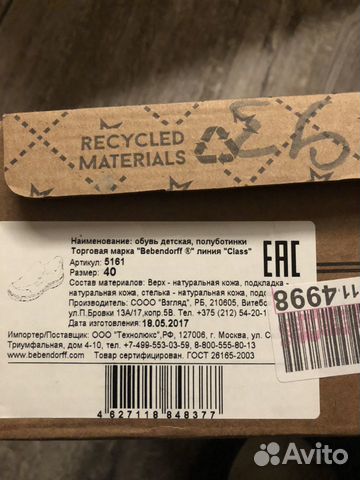 RECYCLED
MATERIALS
Наименование: обувь детская, полуботинки
Торговая марка "Bebendorff ®" линия "Class"
Артикул: 5161
Размер: 40
Состав материалов: Верх - натуральная кожа, подкладка -
натуральная кожа, стелька - натуральная кожа,
Производитель: СООО "Взгляд", РБ, 210605,
ул.П.Бровки 13А/17,копр.5В. Тел. +375 (212) 54-20-1
Дата изготовления: 18.05.2017
Импортер/Поставщик: ООО "Технолюкс",РФ, 127006, г. Москва, ул.
Триумфальная, дом 4-10, тел. +7-499-553-03-59, 8-800-555-80-13
www.bebendorff.com Товар сертифицирован. ГОСТ 26165-2003
4 627118 848377
EAC
11.4998
Avito